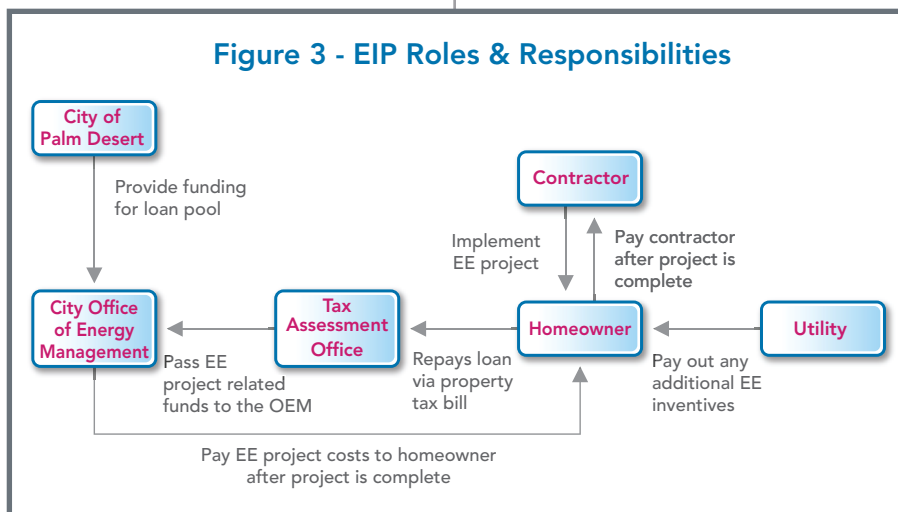 Figure 3 - EIP Roles & Responsibilities
City of
Palm Desert
Provide funding
for loan pool
Contractor
Implement
EE project
Pay contractor
after project is
complete
City Office
of Energy
Management
Tax
Assessment
Office
Homeowner
Utility
Pass EE
project related
funds to the OEM
Repays loan
via property
tax bill
Pay out any
additional EE
inventives
Pay EE project costs to homeowner
after project is complete